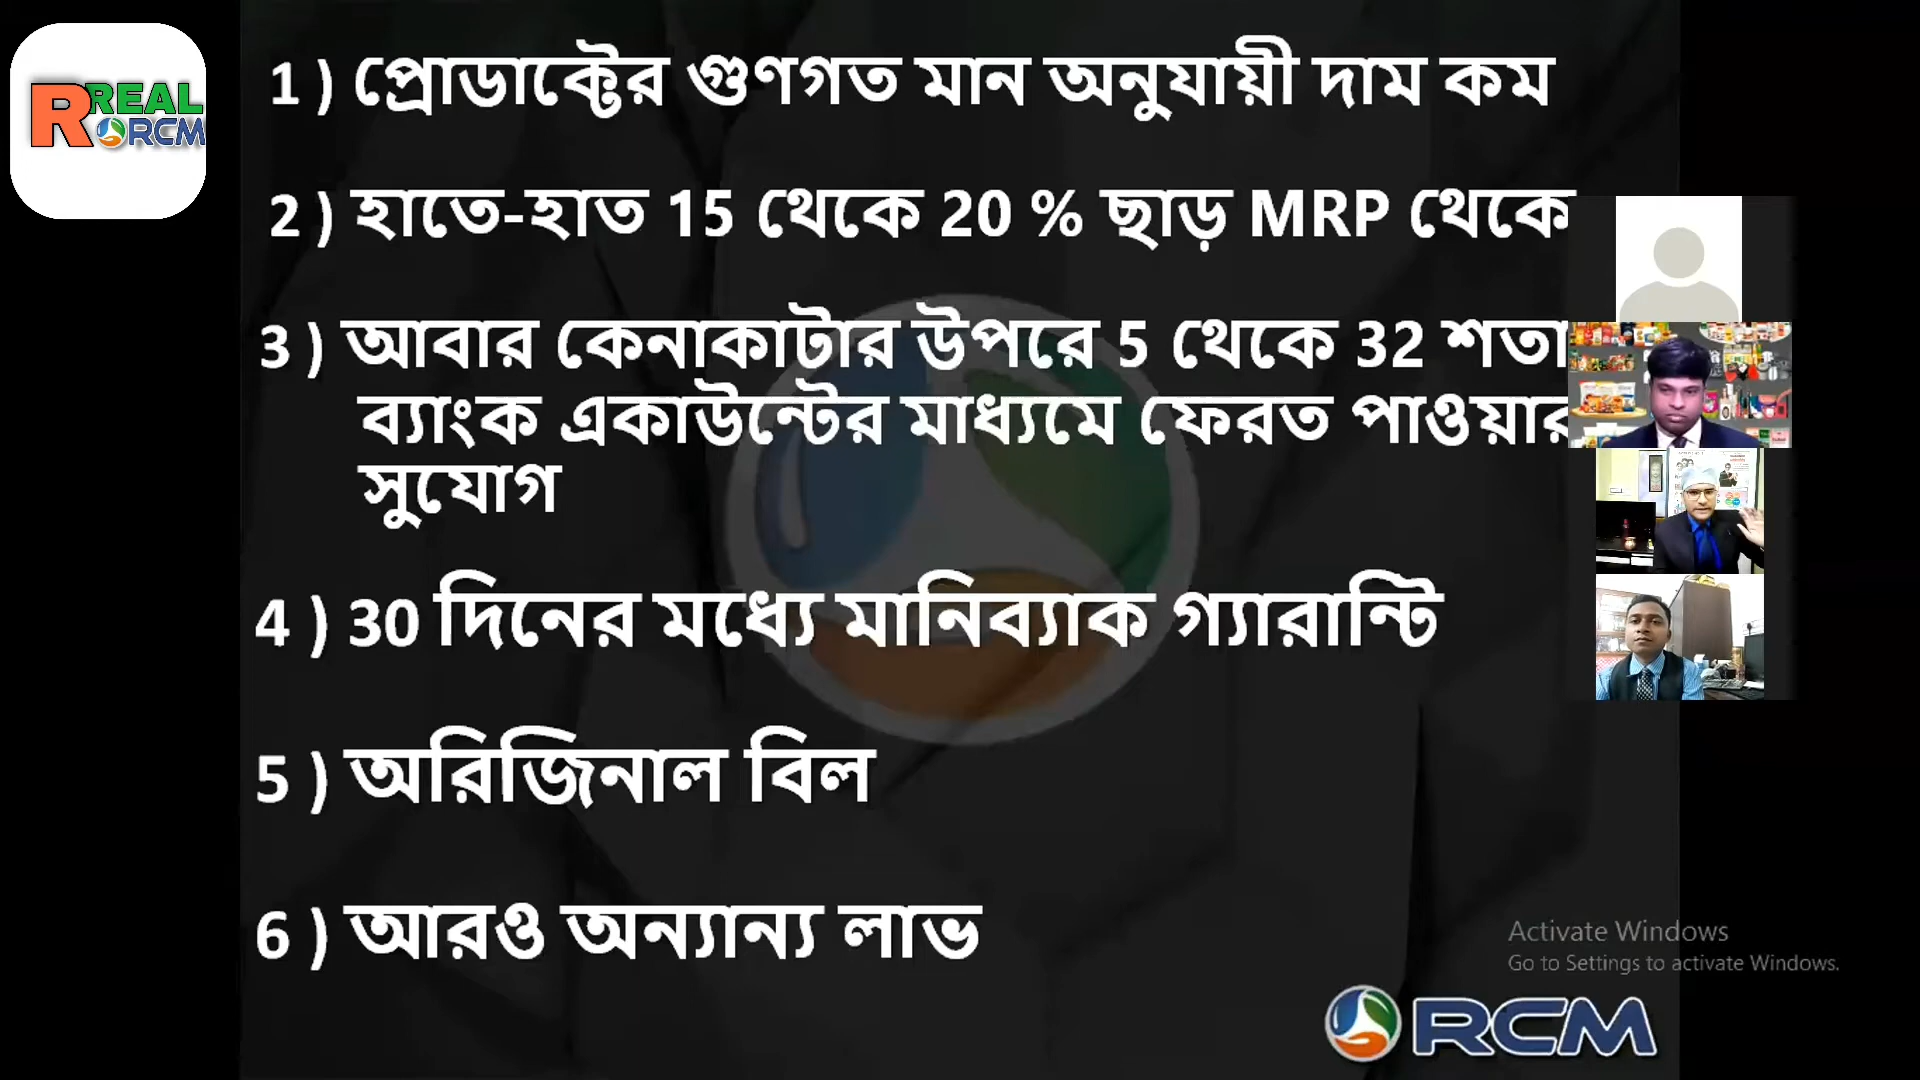 R REAL
RCM
1 ) প্রোডাক্টের গুণগত মান অনুযায়ী দাম কম
2 ) হাতে-হাত 15 থেকে 20 % ছাড় MRP থেকে
3 ) আবার কেনাকাটার উপরে 5 থেকে 32
ব্যাংক একাউন্টের মাধ্যমে ফেরত পাওয়ার
সুযোগ
4 ) 30 দিনের মধ্যে মানিব্যাক গ্যারান্টি
5 ) অরিজিনাল বিল
6 ) আরও অন্যান্য লাভ
Activate Windows
Go to Settings to activate Windows.
RCM